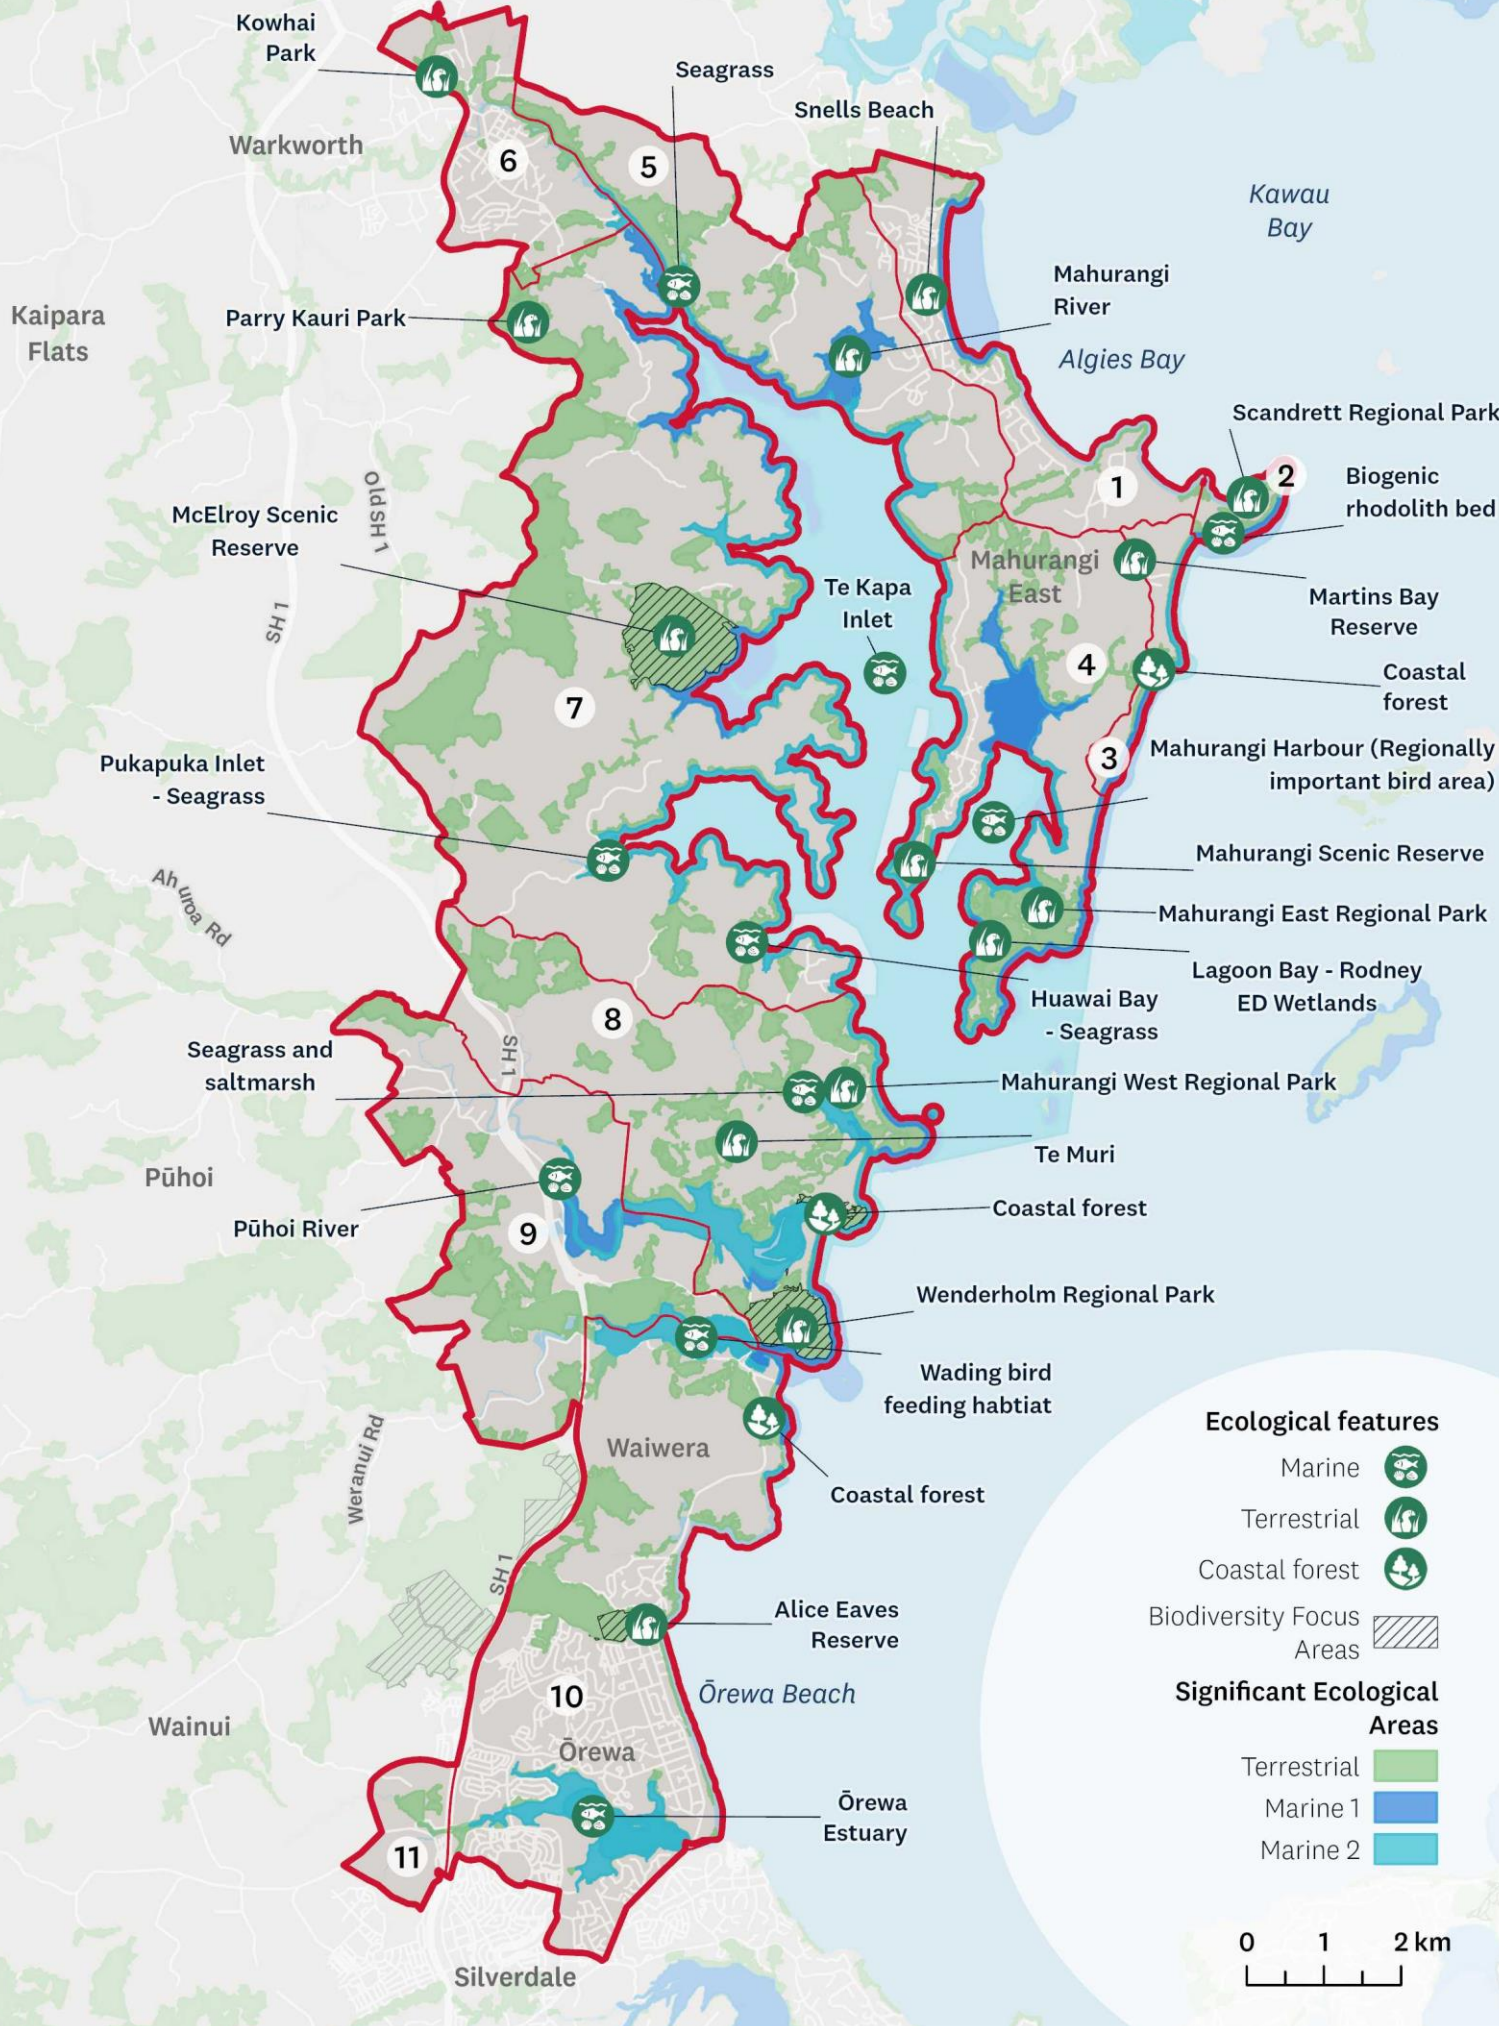 Kowhai
Park
Seagrass
Snells Beach
Warkworth
6
5
Kawau
Bay
Mahurangi
River
Kaipara
Flats
Parry Kauri Park
Algies Bay
Scandrett Regional Park
Old SH 1
1
2
Biogenic
rhodolith bed
McElroy Scenic
Reserve
Mahurangi
East
Te Kapa
Inlet
Martins Bay
Reserve
SH 1
4
Coastal
forest
7
3
Mahurangi Harbour (Regionally
important bird area)
Pukapuka Inlet
- Seagrass
Mahurangi Scenic Reserve
Ahuroa Rd
Mahurangi East Regional Park
Lagoon Bay - Rodney
ED Wetlands
Huawai Bay
- Seagrass
8
SH 1
Seagrass and
saltmarsh
Mahurangi West Regional Park
Te Muri
Pūhoi
Coastal forest
Pūhoi River
9
Wenderholm Regional Park
Wading bird
feeding habtiat
Waiwera
Weranui Rd
Coastal forest
SH 1
Alice Eaves
Reserve
10
Ōrewa Beach
Wainui
Ōrewa
Ōrewa
Estuary
11
Silverdale
Ecological features
Marine
Terrestrial
Coastal forest
Biodiversity Focus
Areas
Significant Ecological
Areas
Terrestrial
Marine 1
Marine 2
0 1 2 km